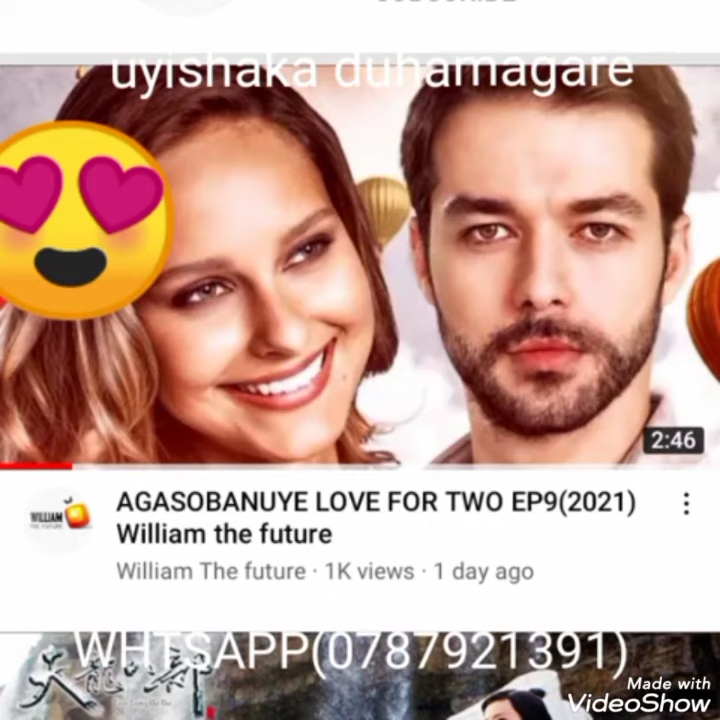 uyishaka duhamagare
2:46
WILLIAM
AGASOBANUYE LOVE FOR TWO EP9(2021)
William the future
William The future · 1K views · 1 day ago
WHTSAPP(0787921391)
Made with
VideoShow